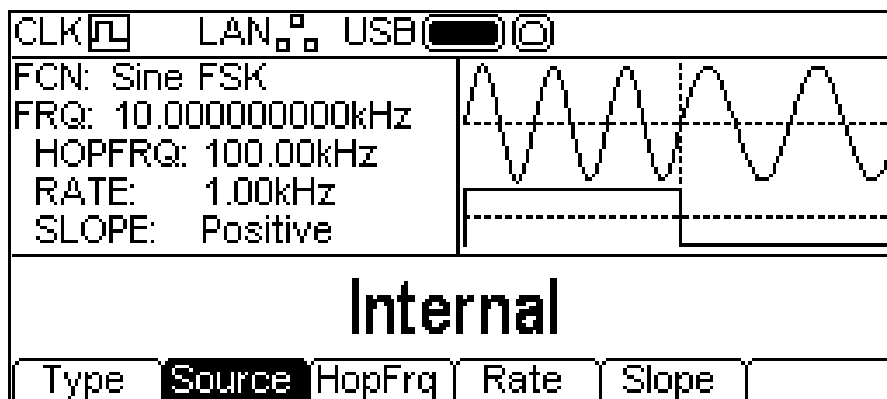 CLK LAN USB
FCN: Sine FSK
FRQ: 10.000000000kHz
HOPFRQ: 100.00kHz
RATE: 1.00kHz
SLOPE: Positive
Internal
Type Source HopFrq Rate Slope